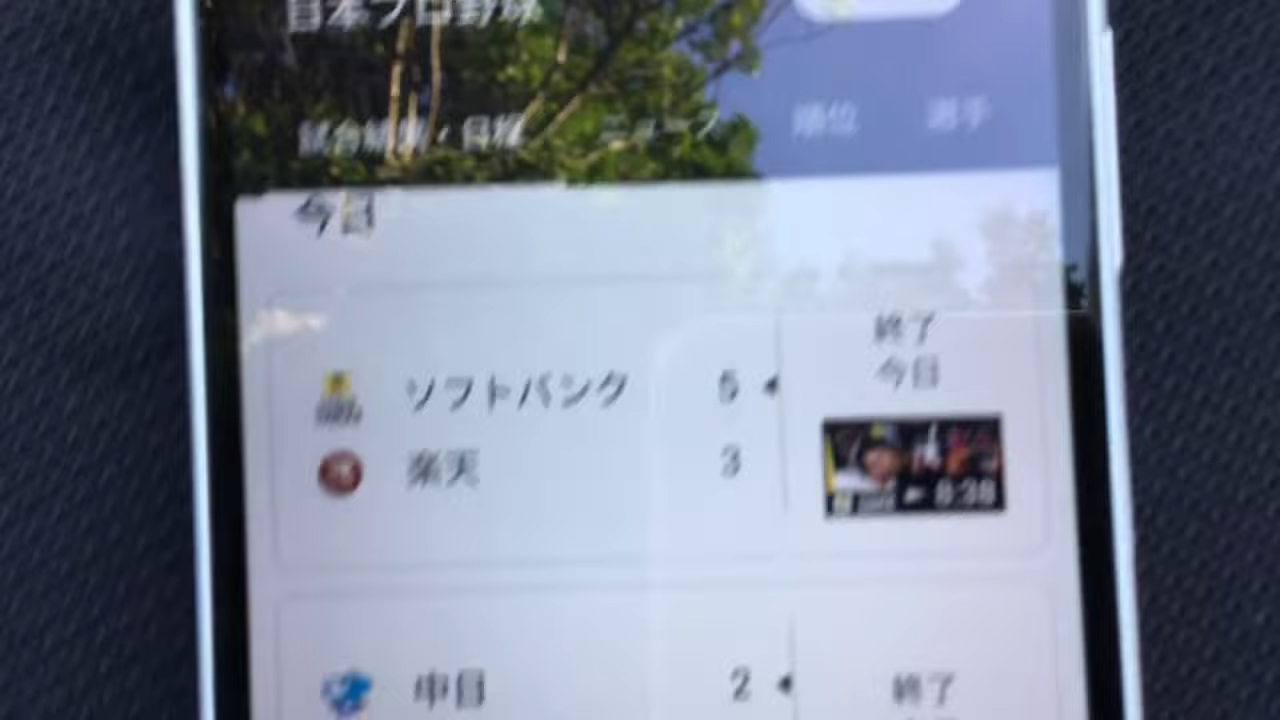 日本プロ野球
試合結果・日程 ニュース 順位 選手
今日
終了
今日
ソフトバンク 5
楽天 3
8:38
中日 2
終了